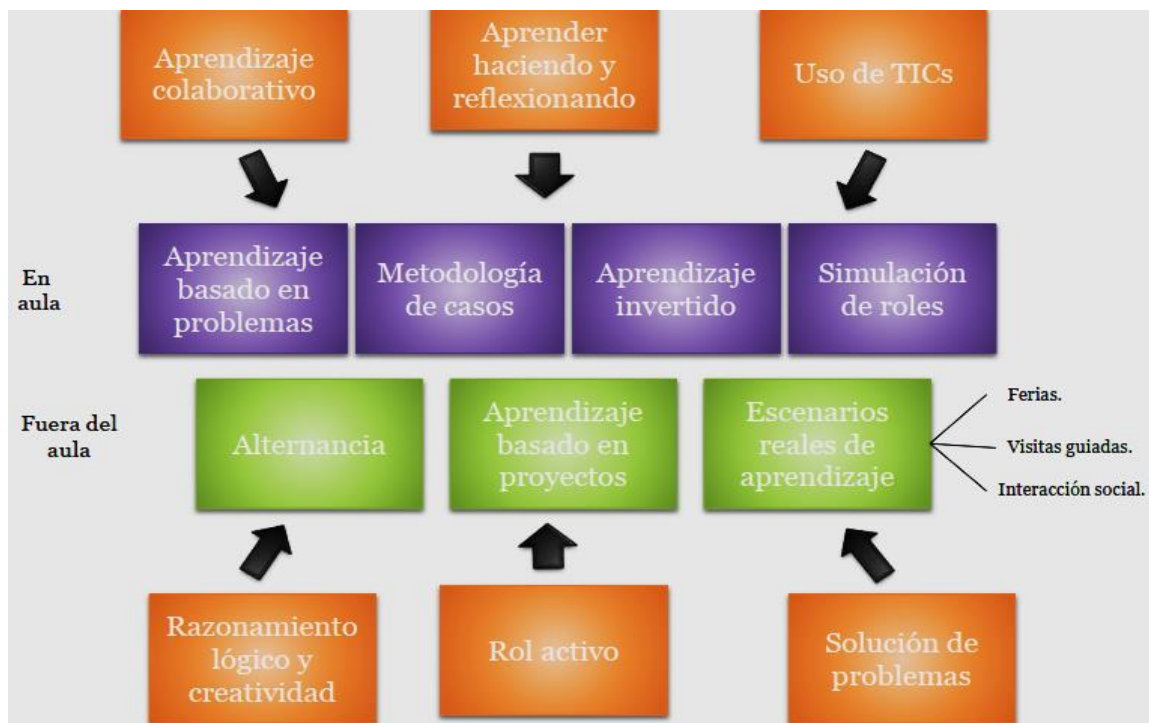 Aprendizaje
colaborativo
Aprender
haciendo y
reflexionando
Uso de TICs
En
aula
Aprendizaje
basado en
problemas
Metodología
de casos
Aprendizaje
invertido
Simulación
de roles
Fuera del
aula
Alternancia
Aprendizaje
basado en
proyectos
Escenarios
reales de
aprendizaje
Ferias.
Visitas guiadas.
Interacción social.
Razonamiento
lógico y
creatividad
Rol activo
Solución de
problemas